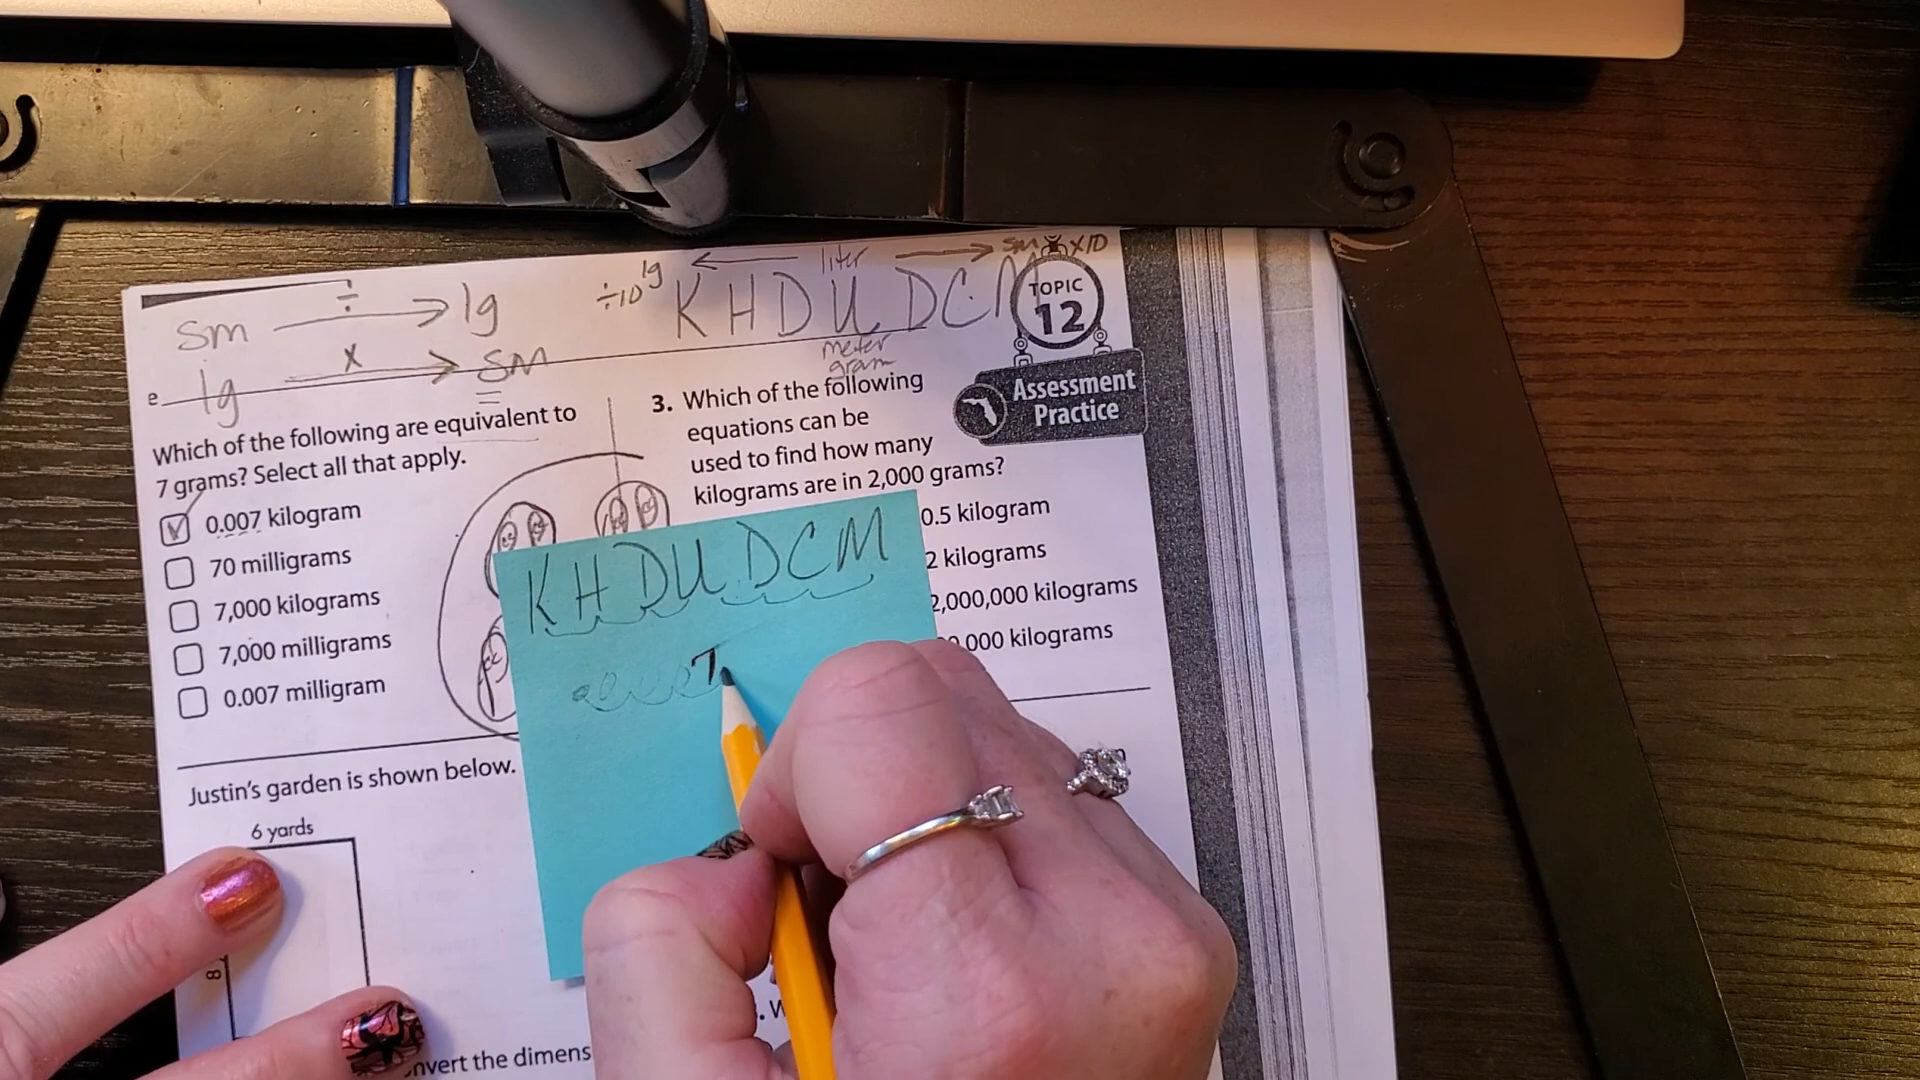 sm ÷ lg
lg x sm
÷10 lg liter sm x10
K H D U D C M
meter
gram
TOPIC
12
Assessment
Practice
e
Which of the following are equivalent to
7 grams? Select all that apply.
0.007 kilogram
70 milligrams
7,000 kilograms
7,000 milligrams
0.007 milligram
3. Which of the following
equations can be
used to find how many
kilograms are in 2,000 grams?
0.5 kilogram
2 kilograms
2,000,000 kilograms
000 kilograms
K H D U D C M
7
Justin's garden is shown below.
6 yards
8
nvert the dimens